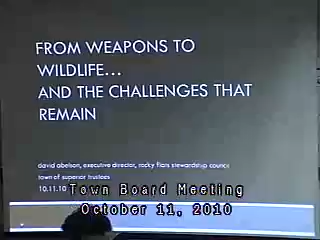 FROM WEAPONS TO
WILDLIFE...
AND THE CHALLENGES THAT
REMAIN
david abelson, executive director, rocky flats stewardship council
town of superior trustees
10.11.10
Town Board Meeting
October 11, 2010